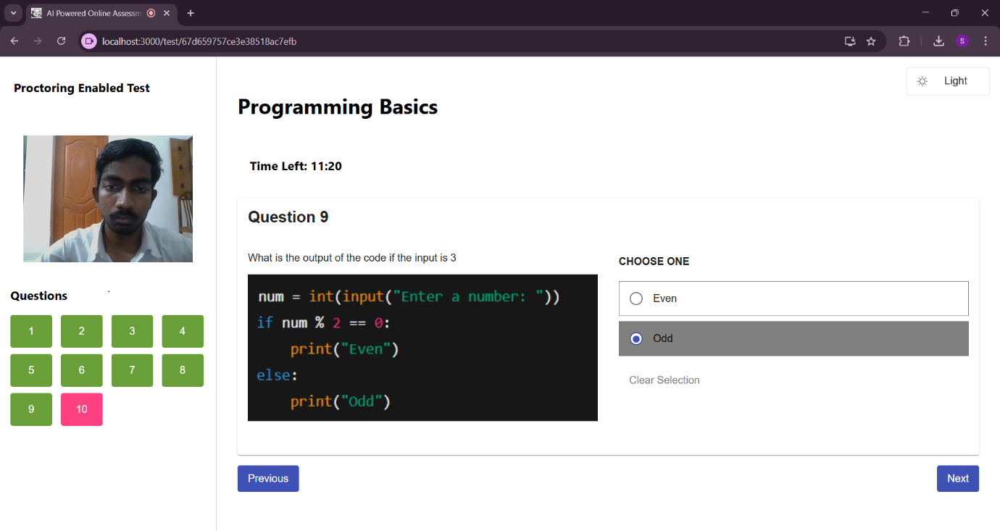 AI Powered Online Assessm
localhost:3000/test/67d659757ce3e38518ac7efb
S
Proctoring Enabled Test
Light
Programming Basics
Time Left: 11:20
Question 9
What is the output of the code if the input is 3
num = int(input("Enter a number: "))
if num % 2 == 0:
    print("Even")
else:
    print("Odd")
CHOOSE ONE
Even
Odd
Clear Selection
Questions
1 2 3 4
5 6 7 8
9 10
Previous
Next